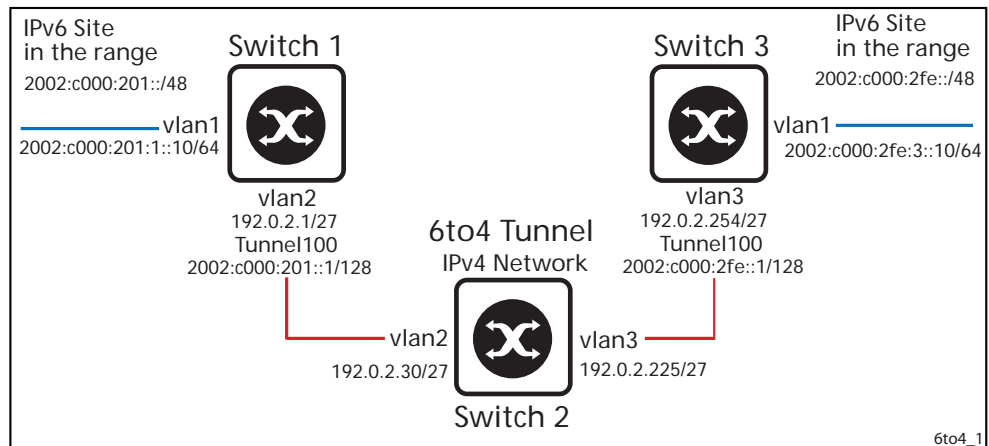 IPv6 Site
in the range
2002:c000:201::/48
Switch 1
vlan1
2002:c000:201:1::10/64
vlan2
192.0.2.1/27
Tunnel100
2002:c000:201::1/128
Switch 3
IPv6 Site
in the range
2002:c000:2fe::/48
vlan1
2002:c000:2fe:3::10/64
vlan3
192.0.2.254/27
Tunnel100
2002:c000:2fe::1/128
6to4 Tunnel
IPv4 Network
vlan2
192.0.2.30/27
vlan3
192.0.2.225/27
Switch 2
6to4_1